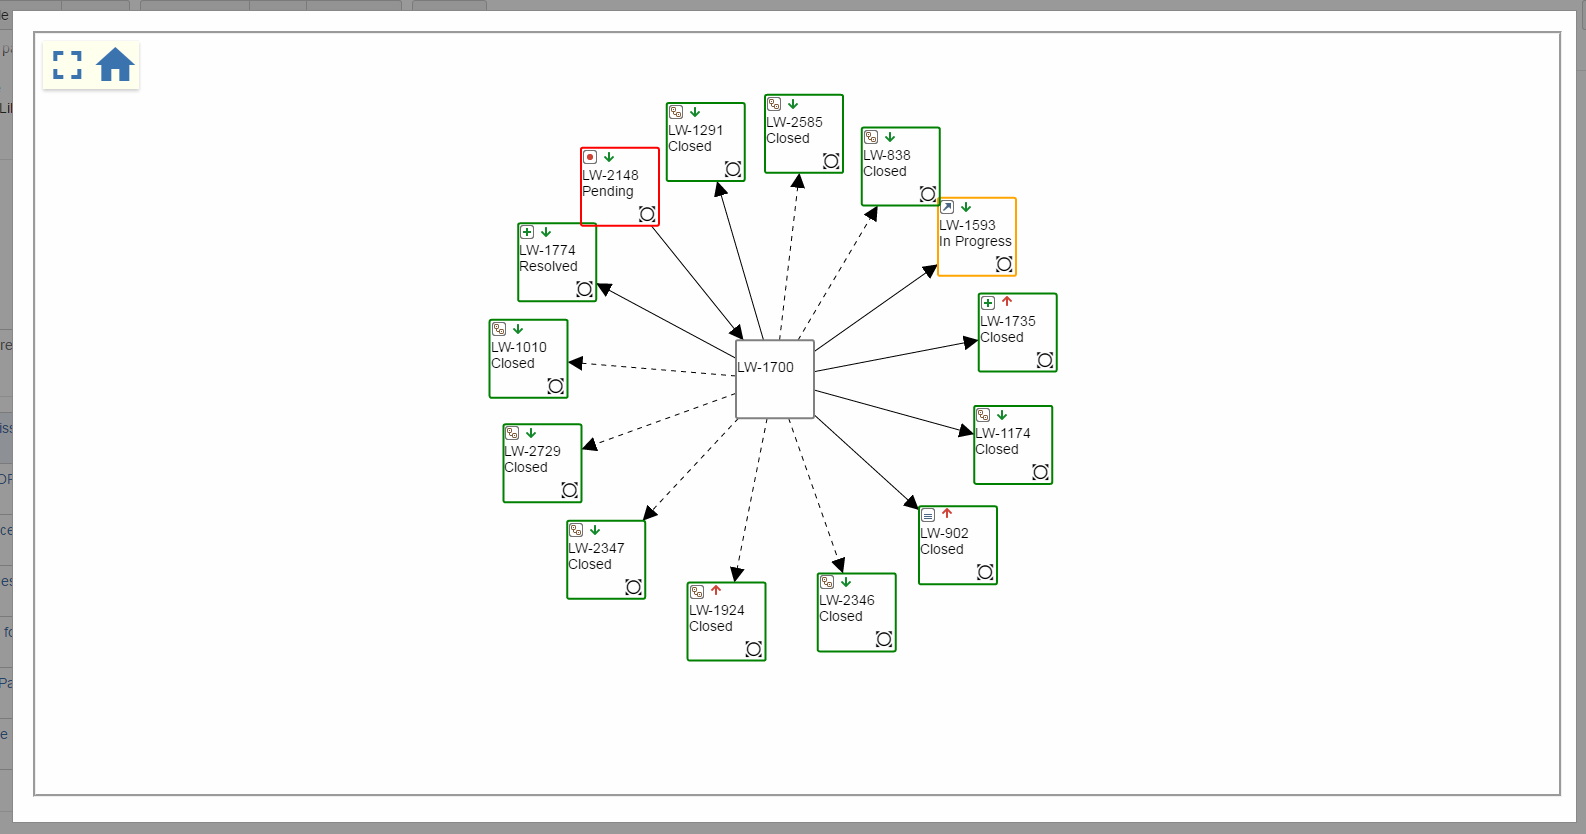 LW-2585
Closed
LW-1291
Closed
LW-838
Closed
LW-2148
Pending
LW-1593
In Progress
LW-1774
Resolved
LW-1735
Closed
LW-1010
Closed
LW-1700
LW-1174
Closed
LW-2729
Closed
LW-902
Closed
LW-2347
Closed
LW-2346
Closed
LW-1924
Closed